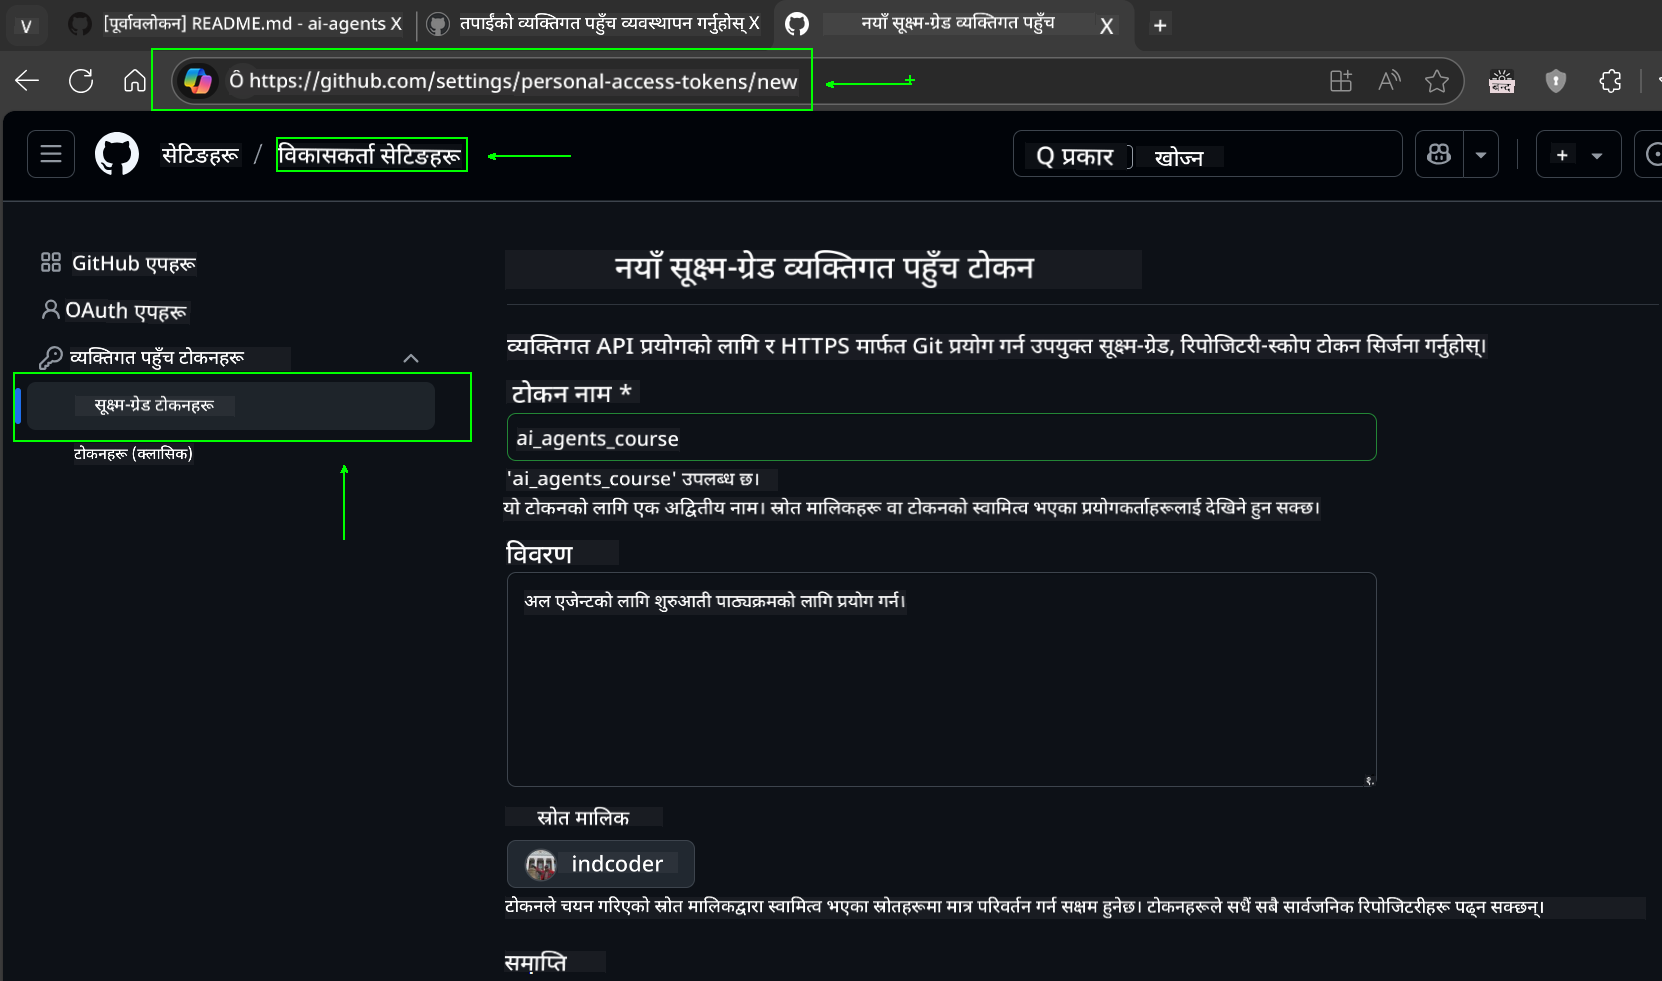 [पूर्वावलोकन] README.md - ai-agents X
तपाईंको व्यक्तिगत पहुँच व्यवस्थापन गर्नुहोस् X
नयाँ सूक्ष्म-ग्रेड व्यक्तिगत पहुँच X
Ô https://github.com/settings/personal-access-tokens/new
बन्द
सेटिङहरू / विकासकर्ता सेटिङहरू
Q प्रकार खोज्न
GitHub एपहरू
OAuth एपहरू
व्यक्तिगत पहुँच टोकनहरू
सूक्ष्म-ग्रेड टोकनहरू
टोकनहरू (क्लासिक)
नयाँ सूक्ष्म-ग्रेड व्यक्तिगत पहुँच टोकन
व्यक्तिगत API प्रयोगको लागि र HTTPS मार्फत Git प्रयोग गर्न उपयुक्त सूक्ष्म-ग्रेड, रिपोजिटरी-स्कोप टोकन सिर्जना गर्नुहोस्।
टोकन नाम *
ai_agents_course
'ai_agents_course' उपलब्ध छ।
यो टोकनको लागि एक अद्वितीय नाम। स्रोत मालिकहरू वा टोकनको स्वामित्व भएका प्रयोगकर्ताहरूलाई देखिने हुन सक्छ।
विवरण
अल एजेन्टको लागि शुरुआती पाठ्यक्रमको लागि प्रयोग गर्न।
स्रोत मालिक
indcoder
टोकनले चयन गरिएको स्रोत मालिकद्वारा स्वामित्व भएका स्रोतहरूमा मात्र परिवर्तन गर्न सक्षम हुनेछ। टोकनहरूले सधैं सबै सार्वजनिक रिपोजिटरीहरू पढ्न सक्छन्।
समाप्ति